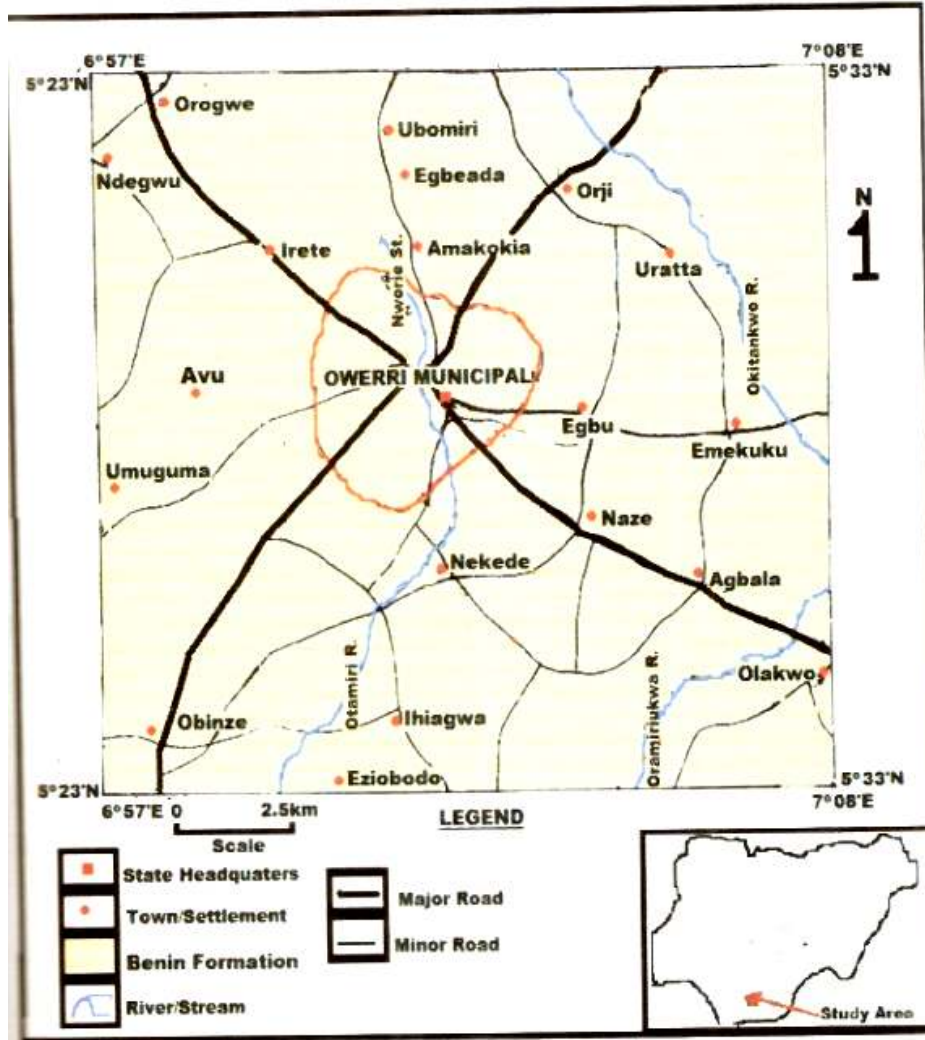 6°57'E
7°08'E
5°23'N
5°33'N
Orogwe
Ubomiri
Ndegwu
Egbeada
Orji
N
Irete
Amakokia
Uratta
Nworie St.
Okitankwo R.
Avu
OWERRI MUNICIPAL
Egbu
Emekuku
Umuguma
Naze
Nekede
Agbala
Otamiri R.
Oramiriukwa R.
Olakwo
Obinze
Ihiagwa
Eziobodo
5°23'N
5°33'N
6°57'E
7°08'E
0 2.5km
Scale
LEGEND
State Headquaters
Town/Settlement
Benin Formation
River/Stream
Major Road
Minor Road
Study Area